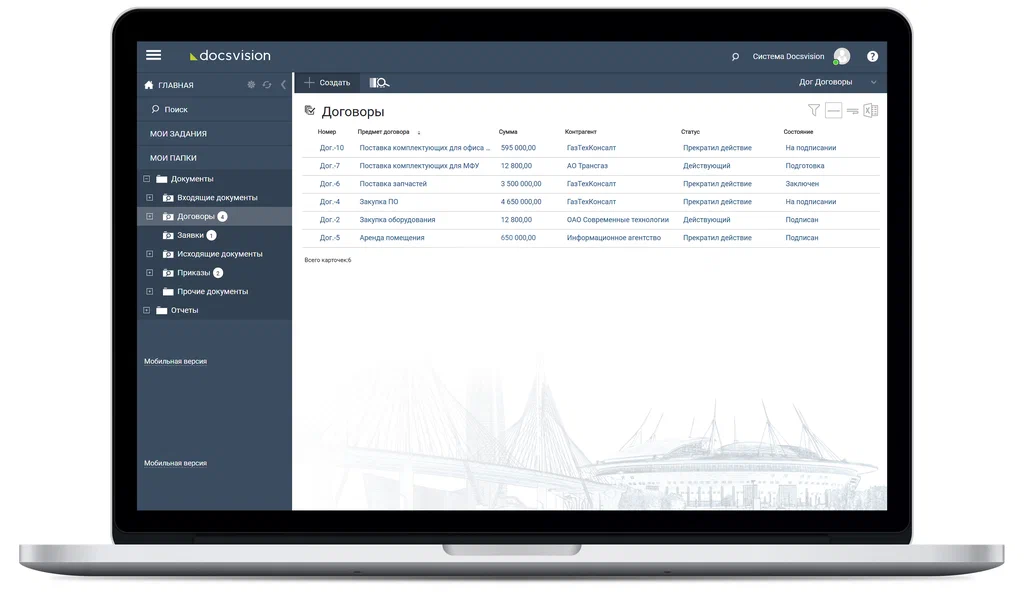 docsvision
Система Docsvision
?
ГЛАВНАЯ
Создать
Дог Договоры
Поиск
МОИ ЗАДАНИЯ
МОИ ПАПКИ
Документы
Входящие документы
Договоры 4
Заявки 1
Исходящие документы
Приказы 2
Прочие документы
Отчеты
Мобильная версия
Мобильная версия
Договоры
Номер Предмет договора Сумма Контрагент Статус Состояние
Дог.-10 Поставка комплектующих для офиса ... 595 000,00 ГазТехКонсалт Прекратил действие На подписании
Дог.-7 Поставка комплектующих для МФУ 12 800,00 АО Трансгаз Действующий Подготовка
Дог.-6 Поставка запчастей 3 500 000,00 ГазТехКонсалт Прекратил действие Заключен
Дог.-4 Закупка ПО 4 650 000,00 ГазТехКонсалт Прекратил действие На подписании
Дог.-2 Закупка оборудования 12 800,00 ОАО Современные технологии Действующий Подписан
Дог.-5 Аренда помещения 650 000,00 Информационное агентство Прекратил действие Подписан
Всего карточек:6